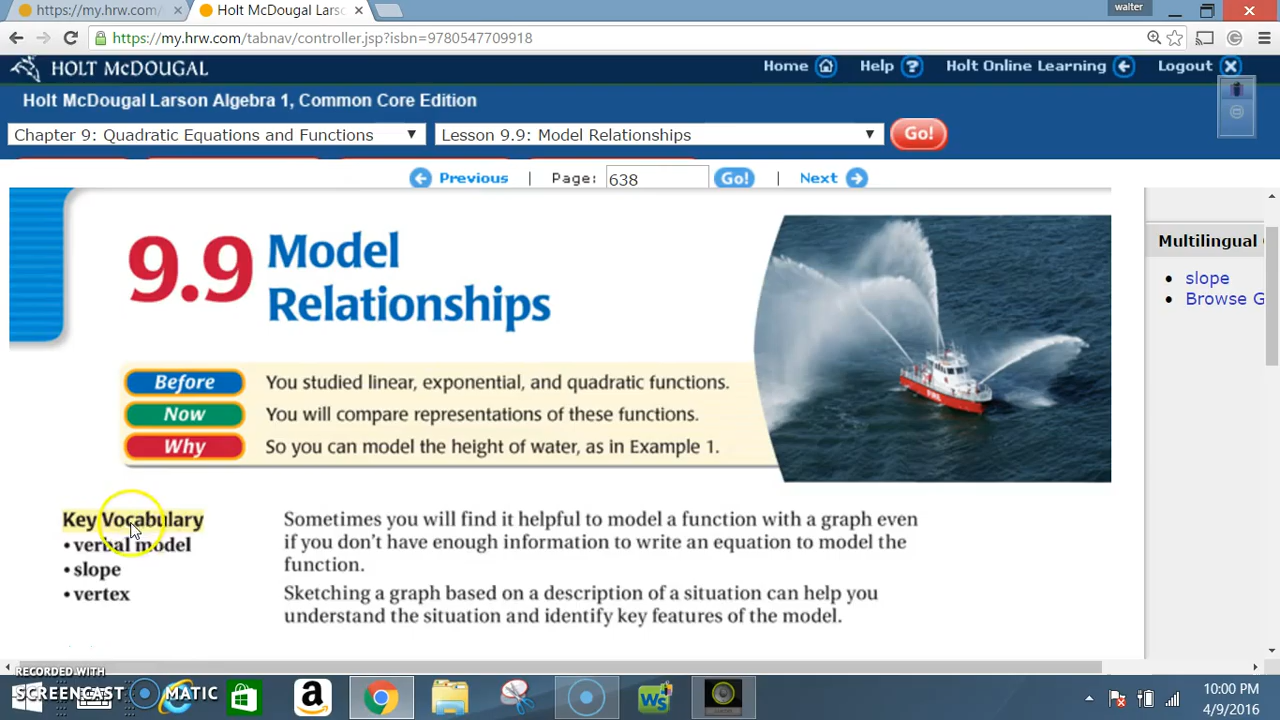 https://my.hrw.com/
Holt McDougal Lars
walter
https://my.hrw.com/tabnav/controller.jsp?isbn=9780547709918
HOLT McDOUGAL
Home
Help
Holt Online Learning
Logout
Holt McDougal Larson Algebra 1, Common Core Edition
Chapter 9: Quadratic Equations and Functions
Lesson 9.9: Model Relationships
Go!
Previous | Page: 638 Go! | Next
9.9 Model
Relationships
Before You studied linear, exponential, and quadratic functions.
Now You will compare representations of these functions.
Why So you can model the height of water, as in Example 1.
FIRE
Key Vocabulary
• verbal model
• slope
• vertex
Sometimes you will find it helpful to model a function with a graph even
if you don't have enough information to write an equation to model the
function.
Sketching a graph based on a description of a situation can help you
understand the situation and identify key features of the model.
Multilingual
• slope
• Browse G
RECORDED WITH
SCREENCAST MATIC
WS
10:00 PM
4/9/2016